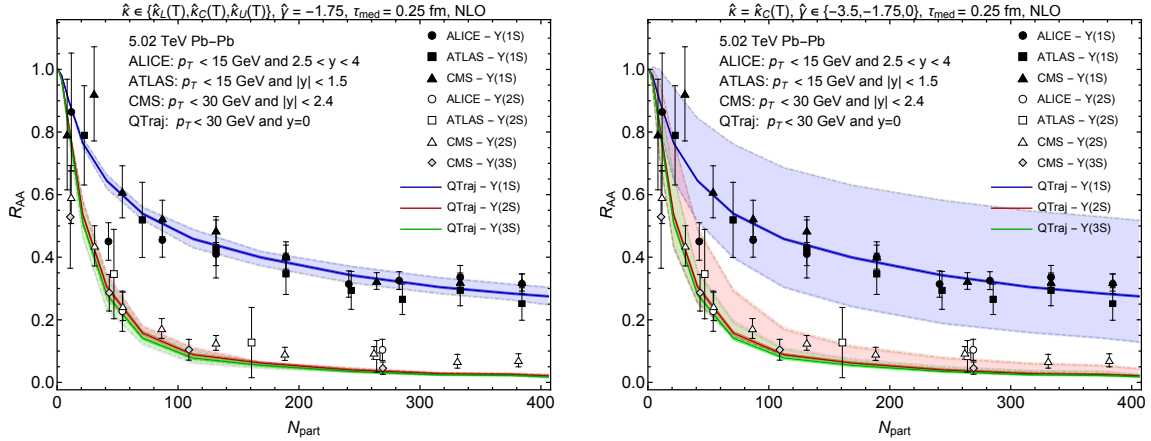 κ̂ ∈ {κ̂_L(T), κ̂_C(T), κ̂_U(T)}, γ̂ = −1.75, τ_med = 0.25 fm, NLO
5.02 TeV Pb–Pb
ALICE: p_T < 15 GeV and 2.5 < y < 4
ATLAS: p_T < 15 GeV and |y| < 1.5
CMS: p_T < 30 GeV and |y| < 2.4
QTraj: p_T < 30 GeV and y=0
ALICE – Υ(1S)
ATLAS – Υ(1S)
CMS – Υ(1S)
ALICE – Υ(2S)
ATLAS – Υ(2S)
CMS – Υ(2S)
CMS – Υ(3S)
QTraj – Υ(1S)
QTraj – Υ(2S)
QTraj – Υ(3S)
R_AA
1.0
0.8
0.6
0.4
0.2
0.0
0 100 200 300 400
N_part
κ̂ = κ̂_C(T), γ̂ ∈ {−3.5, −1.75, 0}, τ_med = 0.25 fm, NLO
5.02 TeV Pb–Pb
ALICE: p_T < 15 GeV and 2.5 < y < 4
ATLAS: p_T < 15 GeV and |y| < 1.5
CMS: p_T < 30 GeV and |y| < 2.4
QTraj: p_T < 30 GeV and y=0
ALICE – Υ(1S)
ATLAS – Υ(1S)
CMS – Υ(1S)
ALICE – Υ(2S)
ATLAS – Υ(2S)
CMS – Υ(2S)
CMS – Υ(3S)
QTraj – Υ(1S)
QTraj – Υ(2S)
QTraj – Υ(3S)
R_AA
1.0
0.8
0.6
0.4
0.2
0.0
0 100 200 300 400
N_part